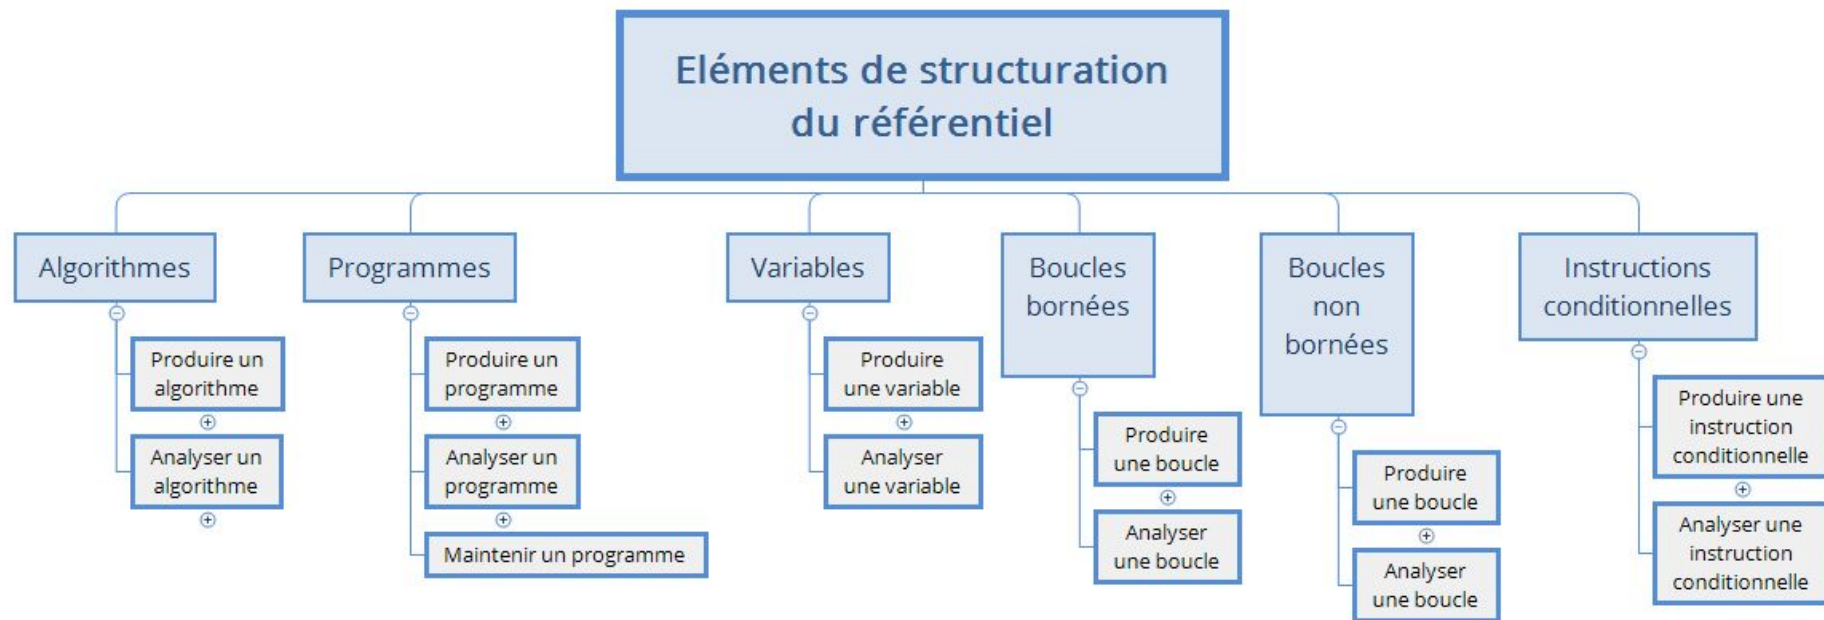 Eléments de structuration
du référentiel
Algorithmes
Programmes
Variables
Boucles
bornées
Boucles
non
bornées
Instructions
conditionnelles
Produire un
algorithme
Analyser un
algorithme
Produire un
programme
Analyser un
programme
Maintenir un programme
Produire
une variable
Analyser
une variable
Produire
une boucle
Analyser
une boucle
Produire
une boucle
Analyser
une boucle
Produire une
instruction
conditionnelle
Analyser une
instruction
conditionnelle